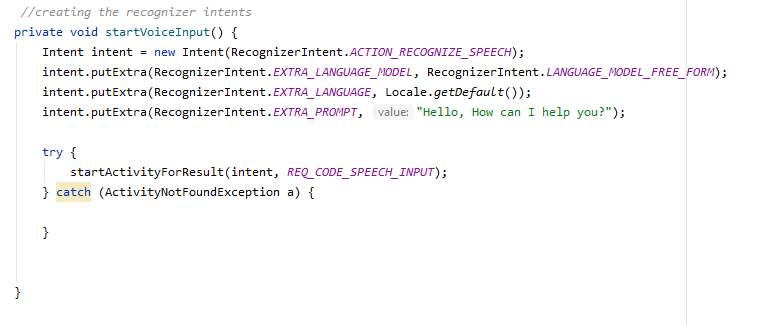 //creating the recognizer intents
private void startVoiceInput() {
Intent intent = new Intent(RecognizerIntent.ACTION_RECOGNIZE_SPEECH);
intent.putExtra(RecognizerIntent.EXTRA_LANGUAGE_MODEL, RecognizerIntent.LANGUAGE_MODEL_FREE_FORM);
intent.putExtra(RecognizerIntent.EXTRA_LANGUAGE, Locale.getDefault());
intent.putExtra(RecognizerIntent.EXTRA_PROMPT, value: "Hello, How can I help you?");
try {
startActivityForResult(intent, REQ_CODE_SPEECH_INPUT);
} catch (ActivityNotFoundException a) {
}
}